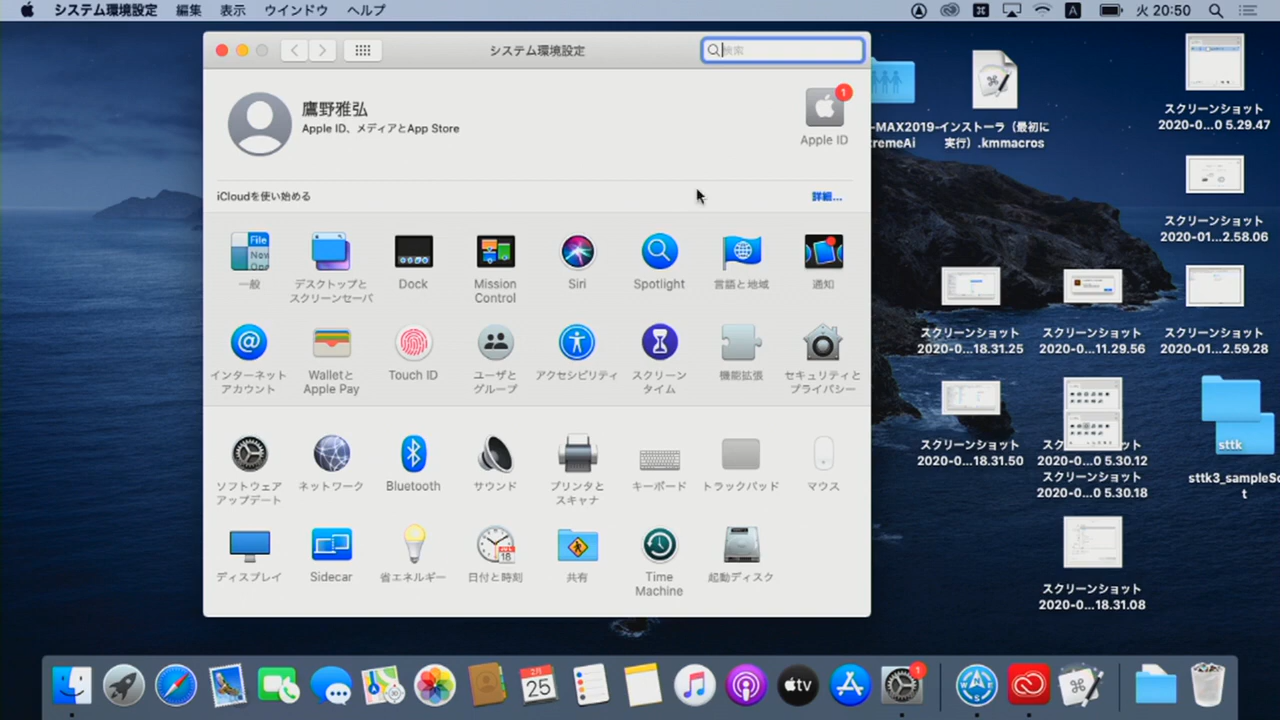 システム環境設定 編集 表示 ウインドウ ヘルプ
A 火 20:50
システム環境設定
検索
鷹野雅弘
Apple ID、メディアとApp Store
1
Apple ID
iCloudを使い始める
詳細...
File
New
一般
デスクトップと
スクリーンセーバ
Dock
Mission
Control
Siri
Spotlight
言語と地域
通知
インターネット
アカウント
Walletと
Apple Pay
Touch ID
ユーザと
グループ
アクセシビリティ
スクリーン
タイム
機能拡張
セキュリティと
プライバシー
ソフトウェア
アップデート
ネットワーク
Bluetooth
サウンド
プリンタと
スキャナ
キーボード
トラックパッド
マウス
ディスプレイ
Sidecar
省エネルギー
18
日付と時刻
共有
Time
Machine
起動ディスク
-MAX2019-
tremeAi
インストーラ（最初に
実行）.kmmacros
スクリーンショット
2020-0...0 5.29.47
スクリーンショット
2020-01...2.58.06
スクリーンショット
2020-0...18.31.25
スクリーンショット
2020-0...11.29.56
スクリーンショット
2020-01...2.59.28
スクリーンショット
2020-0...18.31.50
スク ット
2020-0...0 5.30.12
スクリーンショット
2020-0...0 5.30.18
sttk
sttk3_sampleSc
t
スクリーンショット
2020-0...18.31.08
2月
25
tv
1